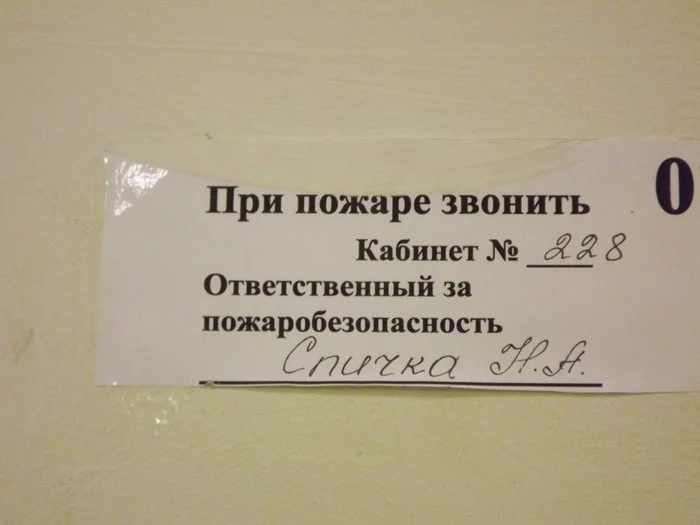 При пожаре звонить 0
Кабинет № 228
Ответственный за
пожаробезопасность
Спичка Н.А.